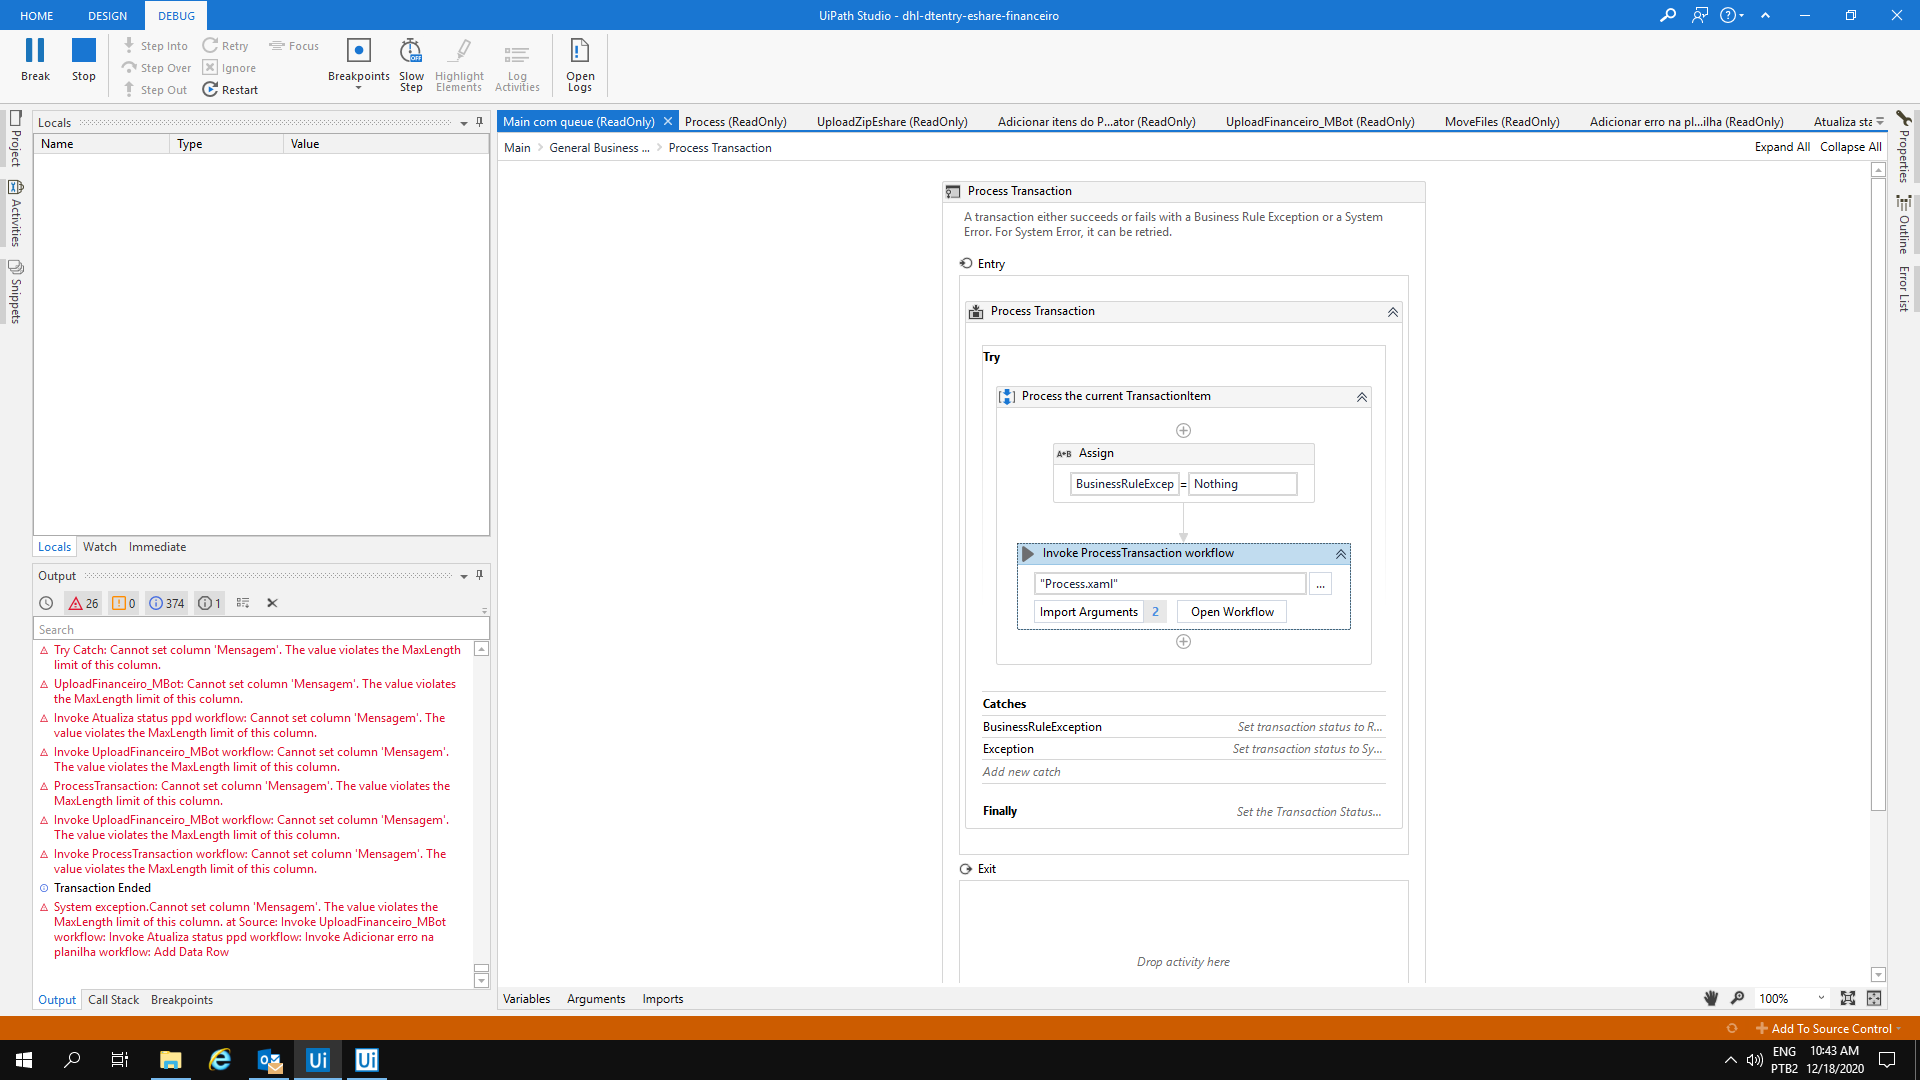 HOME
DESIGN
DEBUG
UiPath Studio - dhl-dtentry-eshare-financeiro
Break
Stop
Step Into
Step Over
Step Out
Retry
Ignore
Restart
Focus
Breakpoints
Slow
Step
Highlight
Elements
Log
Activities
Open
Logs
Project
Activities
Snippets
Locals
Name
Type
Value
Locals
Watch
Immediate
Output
26
0
374
1
Search
Try Catch: Cannot set column 'Mensagem'. The value violates the MaxLength
limit of this column.
UploadFinanceiro_MBot: Cannot set column 'Mensagem'. The value violates
the MaxLength limit of this column.
Invoke Atualiza status ppd workflow: Cannot set column 'Mensagem'. The
value violates the MaxLength limit of this column.
Invoke UploadFinanceiro_MBot workflow: Cannot set column 'Mensagem'.
The value violates the MaxLength limit of this column.
ProcessTransaction: Cannot set column 'Mensagem'. The value violates the
MaxLength limit of this column.
Invoke UploadFinanceiro_MBot workflow: Cannot set column 'Mensagem'.
The value violates the MaxLength limit of this column.
Invoke ProcessTransaction workflow: Cannot set column 'Mensagem'. The
value violates the MaxLength limit of this column.
Transaction Ended
System exception.Cannot set column 'Mensagem'. The value violates the
MaxLength limit of this column. at Source: Invoke UploadFinanceiro_MBot
workflow: Invoke Atualiza status ppd workflow: Invoke Adicionar erro na
planilha workflow: Add Data Row
Output
Call Stack
Breakpoints
Main com queue (ReadOnly)
Process (ReadOnly)
UploadZipEshare (ReadOnly)
Adicionar itens do P...ator (ReadOnly)
UploadFinanceiro_MBot (ReadOnly)
MoveFiles (ReadOnly)
Adicionar erro na pl...ilha (ReadOnly)
Atualiza sta
Main
General Business ...
Process Transaction
Expand All
Collapse All
Process Transaction
A transaction either succeeds or fails with a Business Rule Exception or a System
Error. For System Error, it can be retried.
Entry
Process Transaction
Try
Process the current TransactionItem
A+B Assign
BusinessRuleExcep = Nothing
Invoke ProcessTransaction workflow
"Process.xaml"
...
Import Arguments 2
Open Workflow
Catches
BusinessRuleException
Set transaction status to R...
Exception
Set transaction status to Sy...
Add new catch
Finally
Set the Transaction Status...
Exit
Drop activity here
Variables
Arguments
Imports
100%
Properties
Outline
Error List
Add To Source Control
Ui
Ui
ENG
PTB2
10:43 AM
12/18/2020